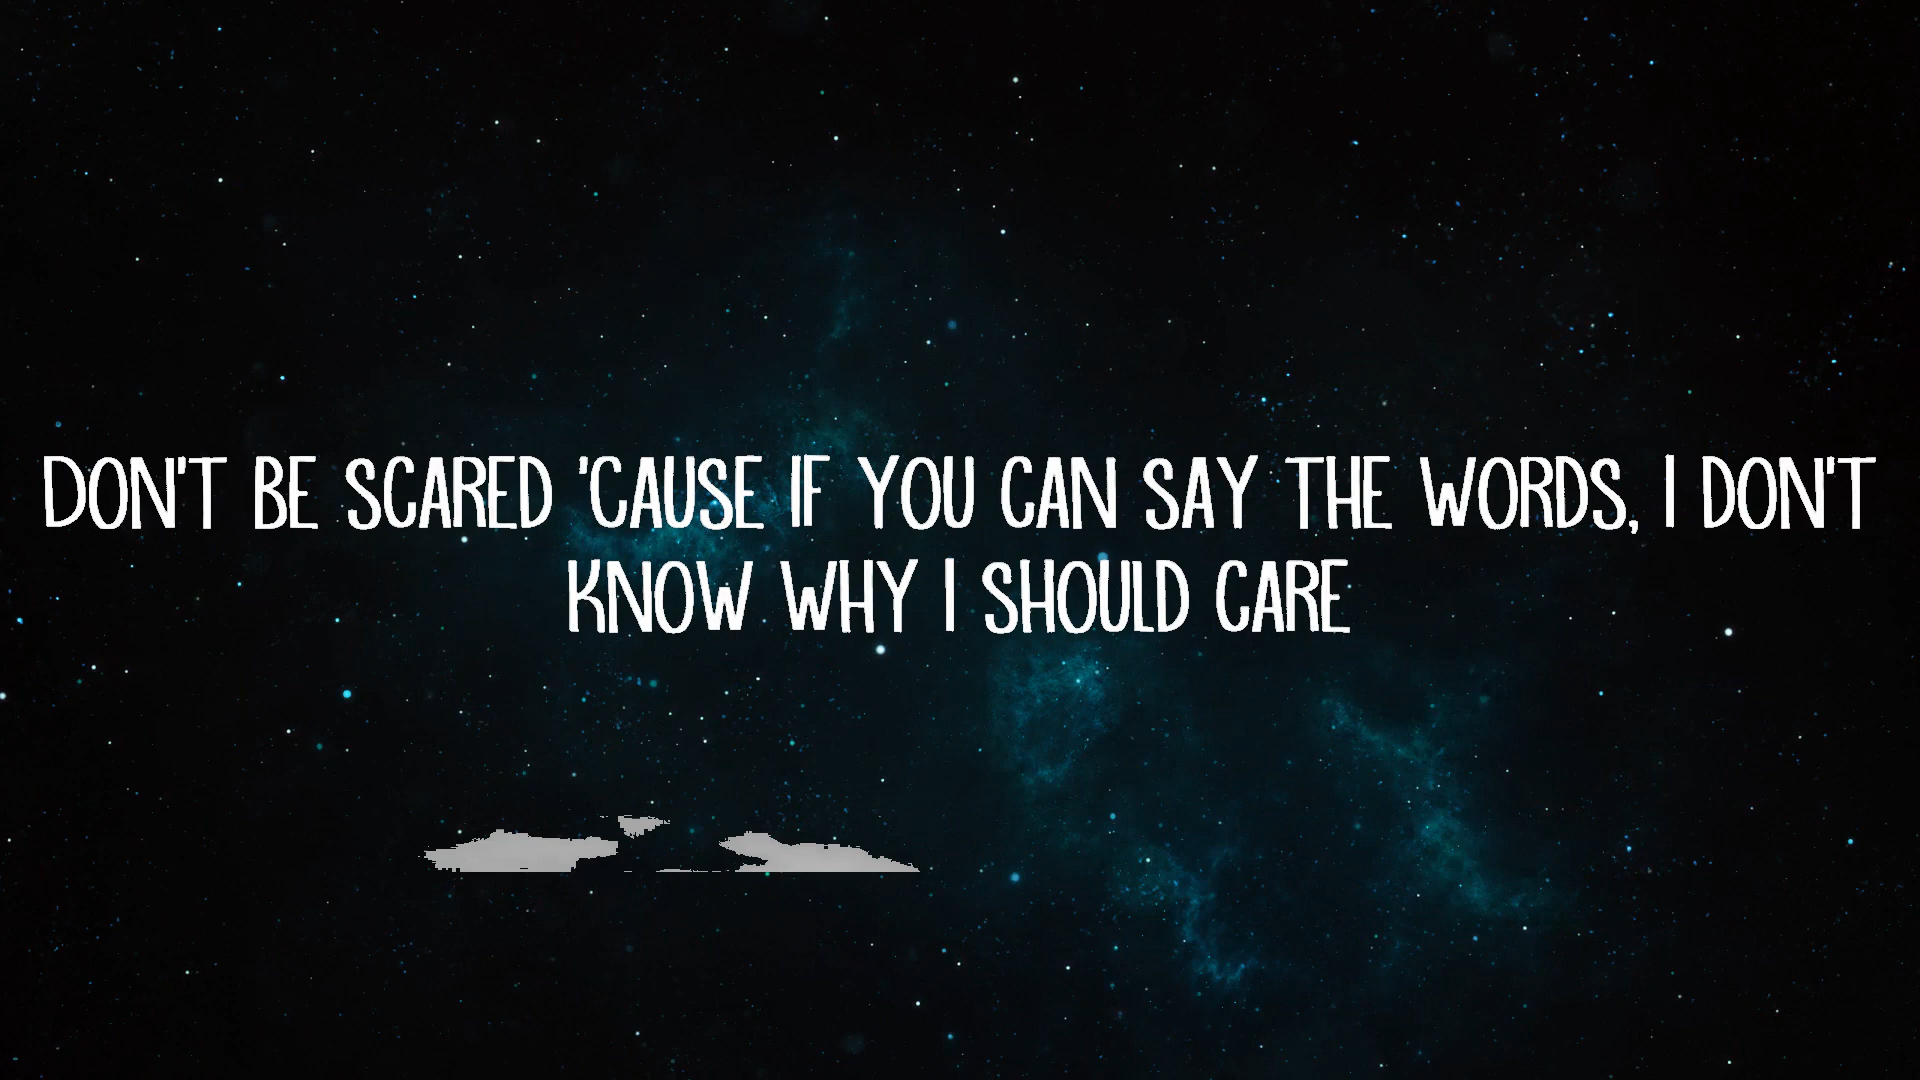 DON'T BE SCARED 'CAUSE IF YOU CAN SAY THE WORDS, I DON'T
KNOW WHY I SHOULD CARE